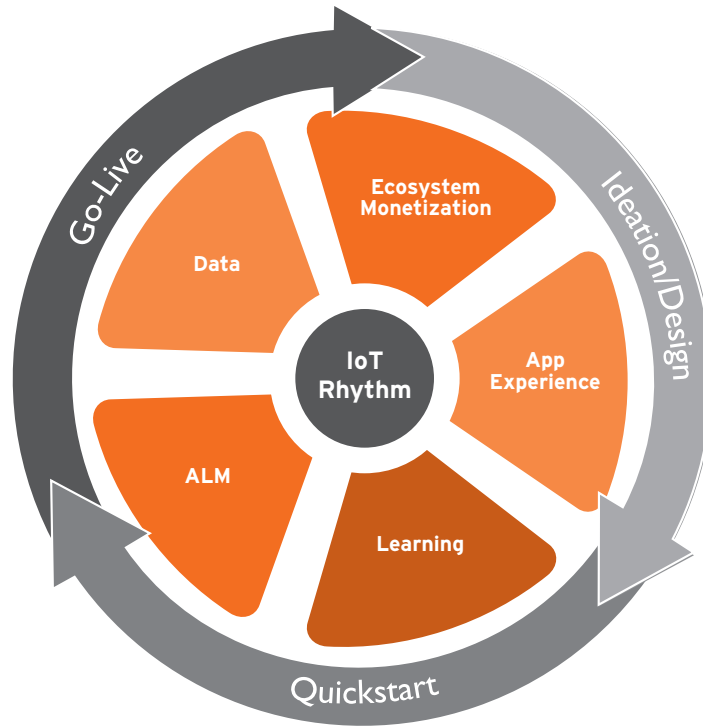 Go-Live
Ideation/Design
Ecosystem
Monetization
Data
App
Experience
IoT
Rhythm
ALM
Learning
Quickstart